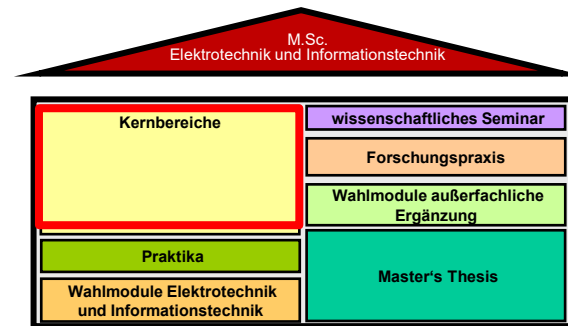 M.Sc.
Elektrotechnik und Informationstechnik
Kernbereiche
Praktika
Wahlmodule Elektrotechnik
und Informationstechnik
wissenschaftliches Seminar
Forschungspraxis
Wahlmodule außerfachliche
Ergänzung
Master‘s Thesis